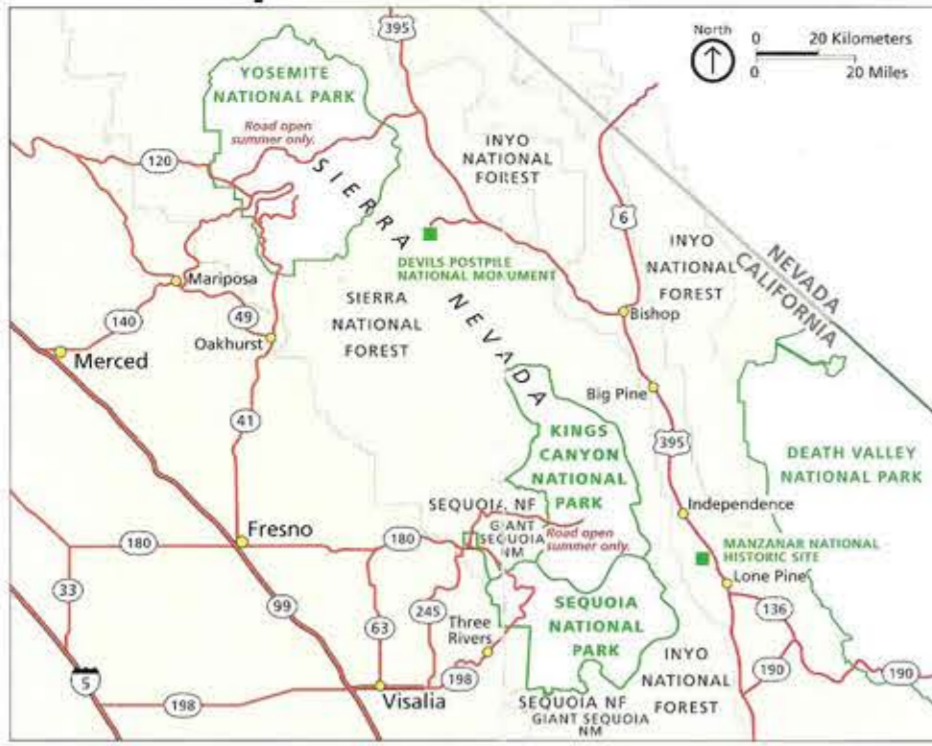 395
North
0 20 Kilometers
0 20 Miles
YOSEMITE
NATIONAL PARK
Road open
summer only.
120
SIERRA NEVADA
INYO
NATIONAL
FOREST
6
INYO
NATIONAL
FOREST
NEVADA
CALIFORNIA
DEVILS POSTPILE
NATIONAL MONUMENT
Mariposa
SIERRA
NATIONAL
FOREST
140
49
Oakhurst
Merced
Bishop
Big Pine
41
395
KINGS
CANYON
NATIONAL
PARK
DEATH VALLEY
NATIONAL PARK
SEQUOIA NF
GIANT
SEQUOIA
NM
Road open
summer only.
Independence
Fresno
180
180
MANZANAR NATIONAL
HISTORIC SITE
Lone Pine
33
99
63
245
Three
Rivers
SEQUOIA
NATIONAL
PARK
136
INYO
NATIONAL
FOREST
190
190
5
198
198
Visalia
SEQUOIA NF
GIANT SEQUOIA
NM